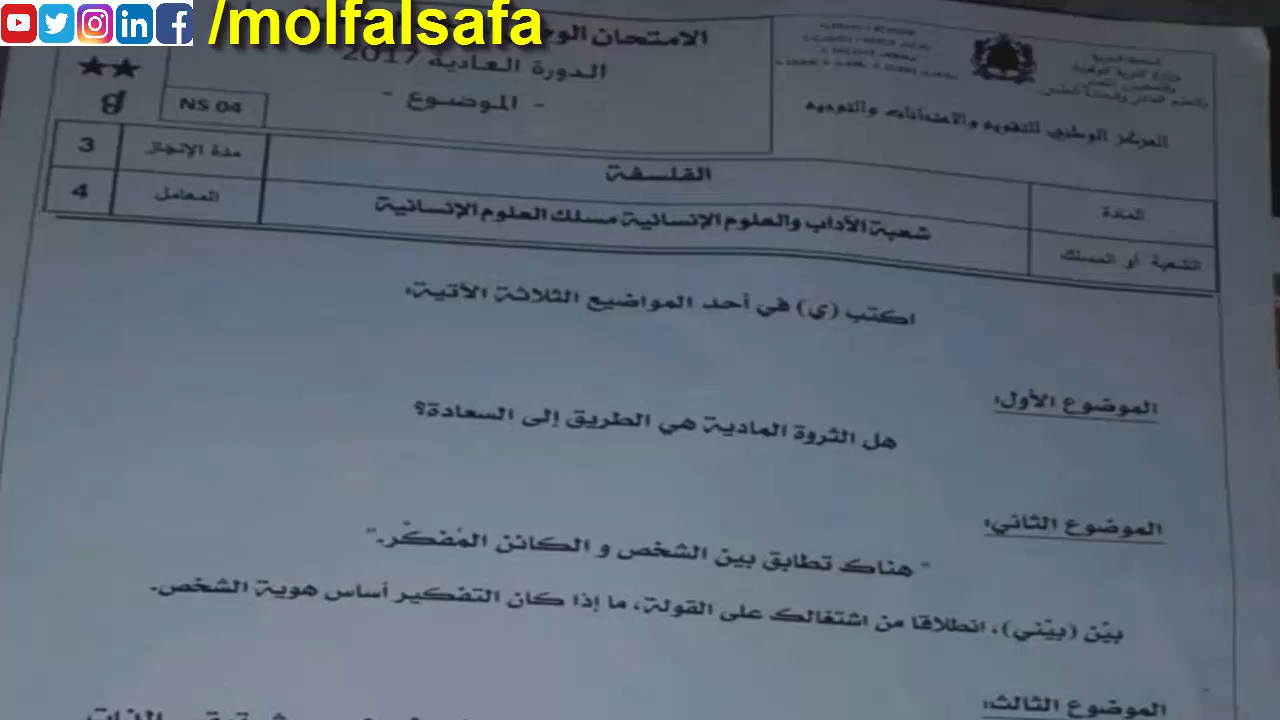 /molfalsafa
الامتحان الو
الدورة العادية 2017
- الموضوع -
NS 04
المركز الوطني للتقويم والامتحانات والتوجيه
المادة
الفلسفة
مدة الإنجاز
3
الشعبة أو المسلك
شعبة الآداب والعلوم الإنسانية مسلك العلوم الإنسانية
المعامل
4
اكتب (ي) في أحد المواضيع الثلاثة الآتية:
الموضوع الأول:
هل الثروة المادية هي الطريق إلى السعادة؟
الموضوع الثاني:
" هناك تطابق بين الشخص و الكائن المُفكّر."
بيّن (بيّني)، انطلاقا من اشتغالك على القولة، ما إذا كان التفكير أساس هوية الشخص.
الموضوع الثالث: